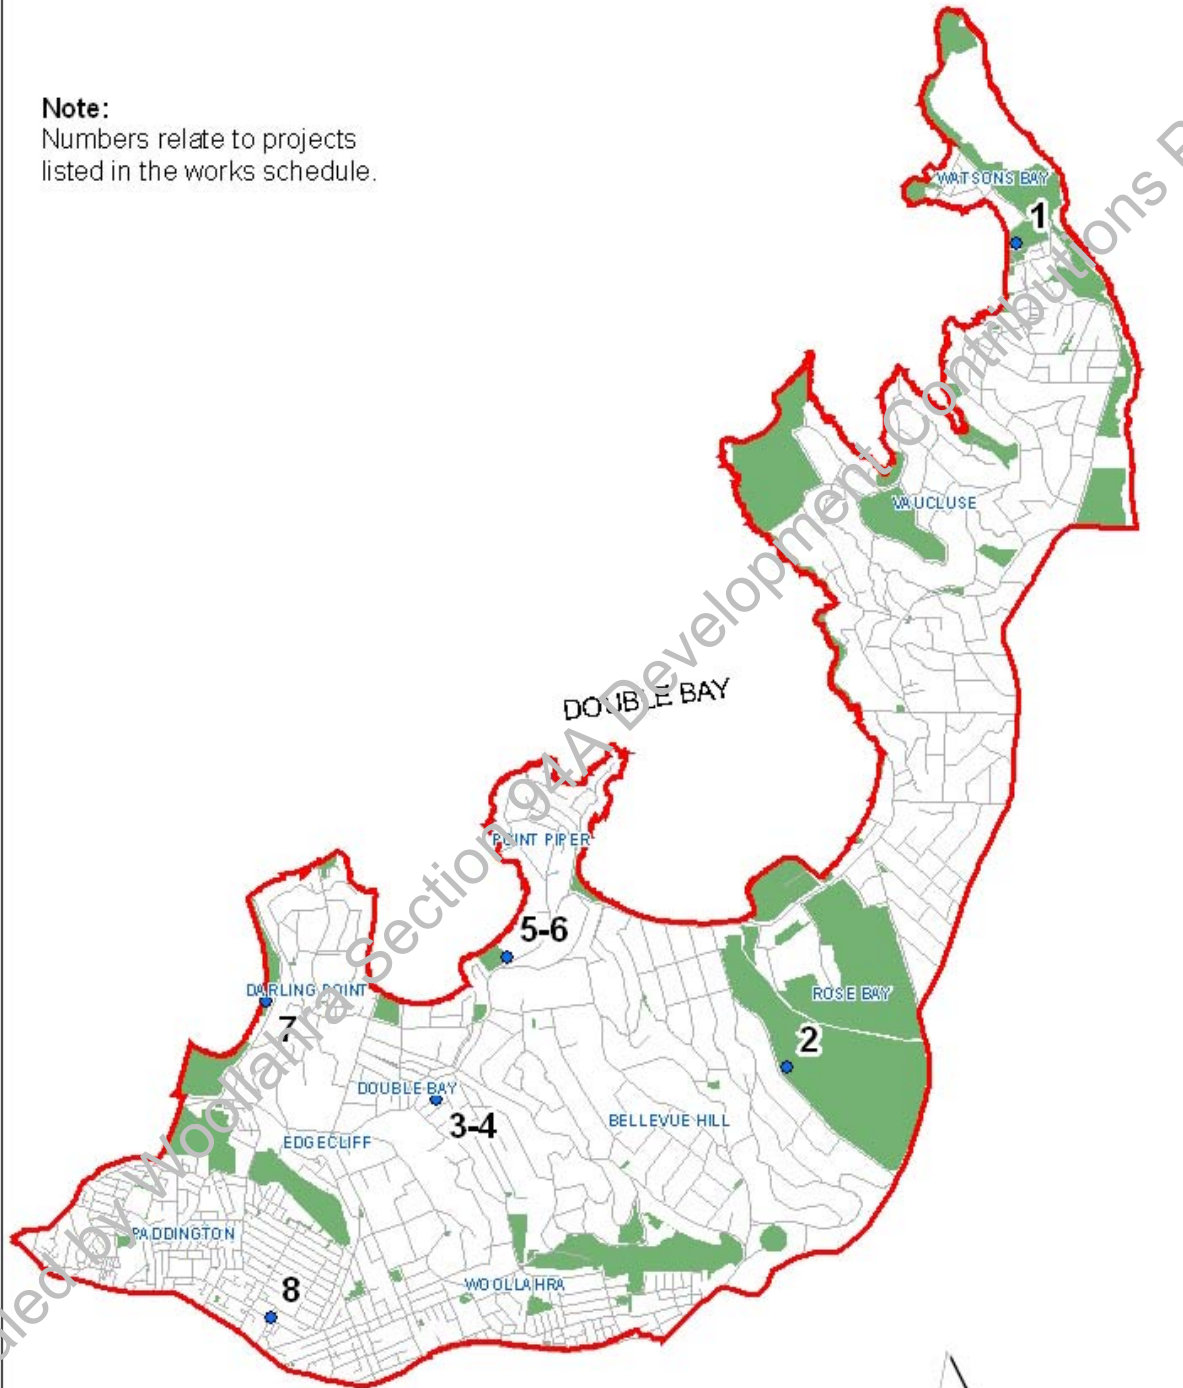 Note:
Numbers relate to projects
listed in the works schedule.
WATSONS BAY
1
VAUCLUSE
DOUBLE BAY
POINT PIPER
5-6
DARLING POINT
7
ROSE BAY
2
DOUBLE BAY
3-4
BELLEVUE HILL
EDGECLIFF
PADDINGTON
WOOLLAHRA
8
by Woollahra Section 94A Development Contributions